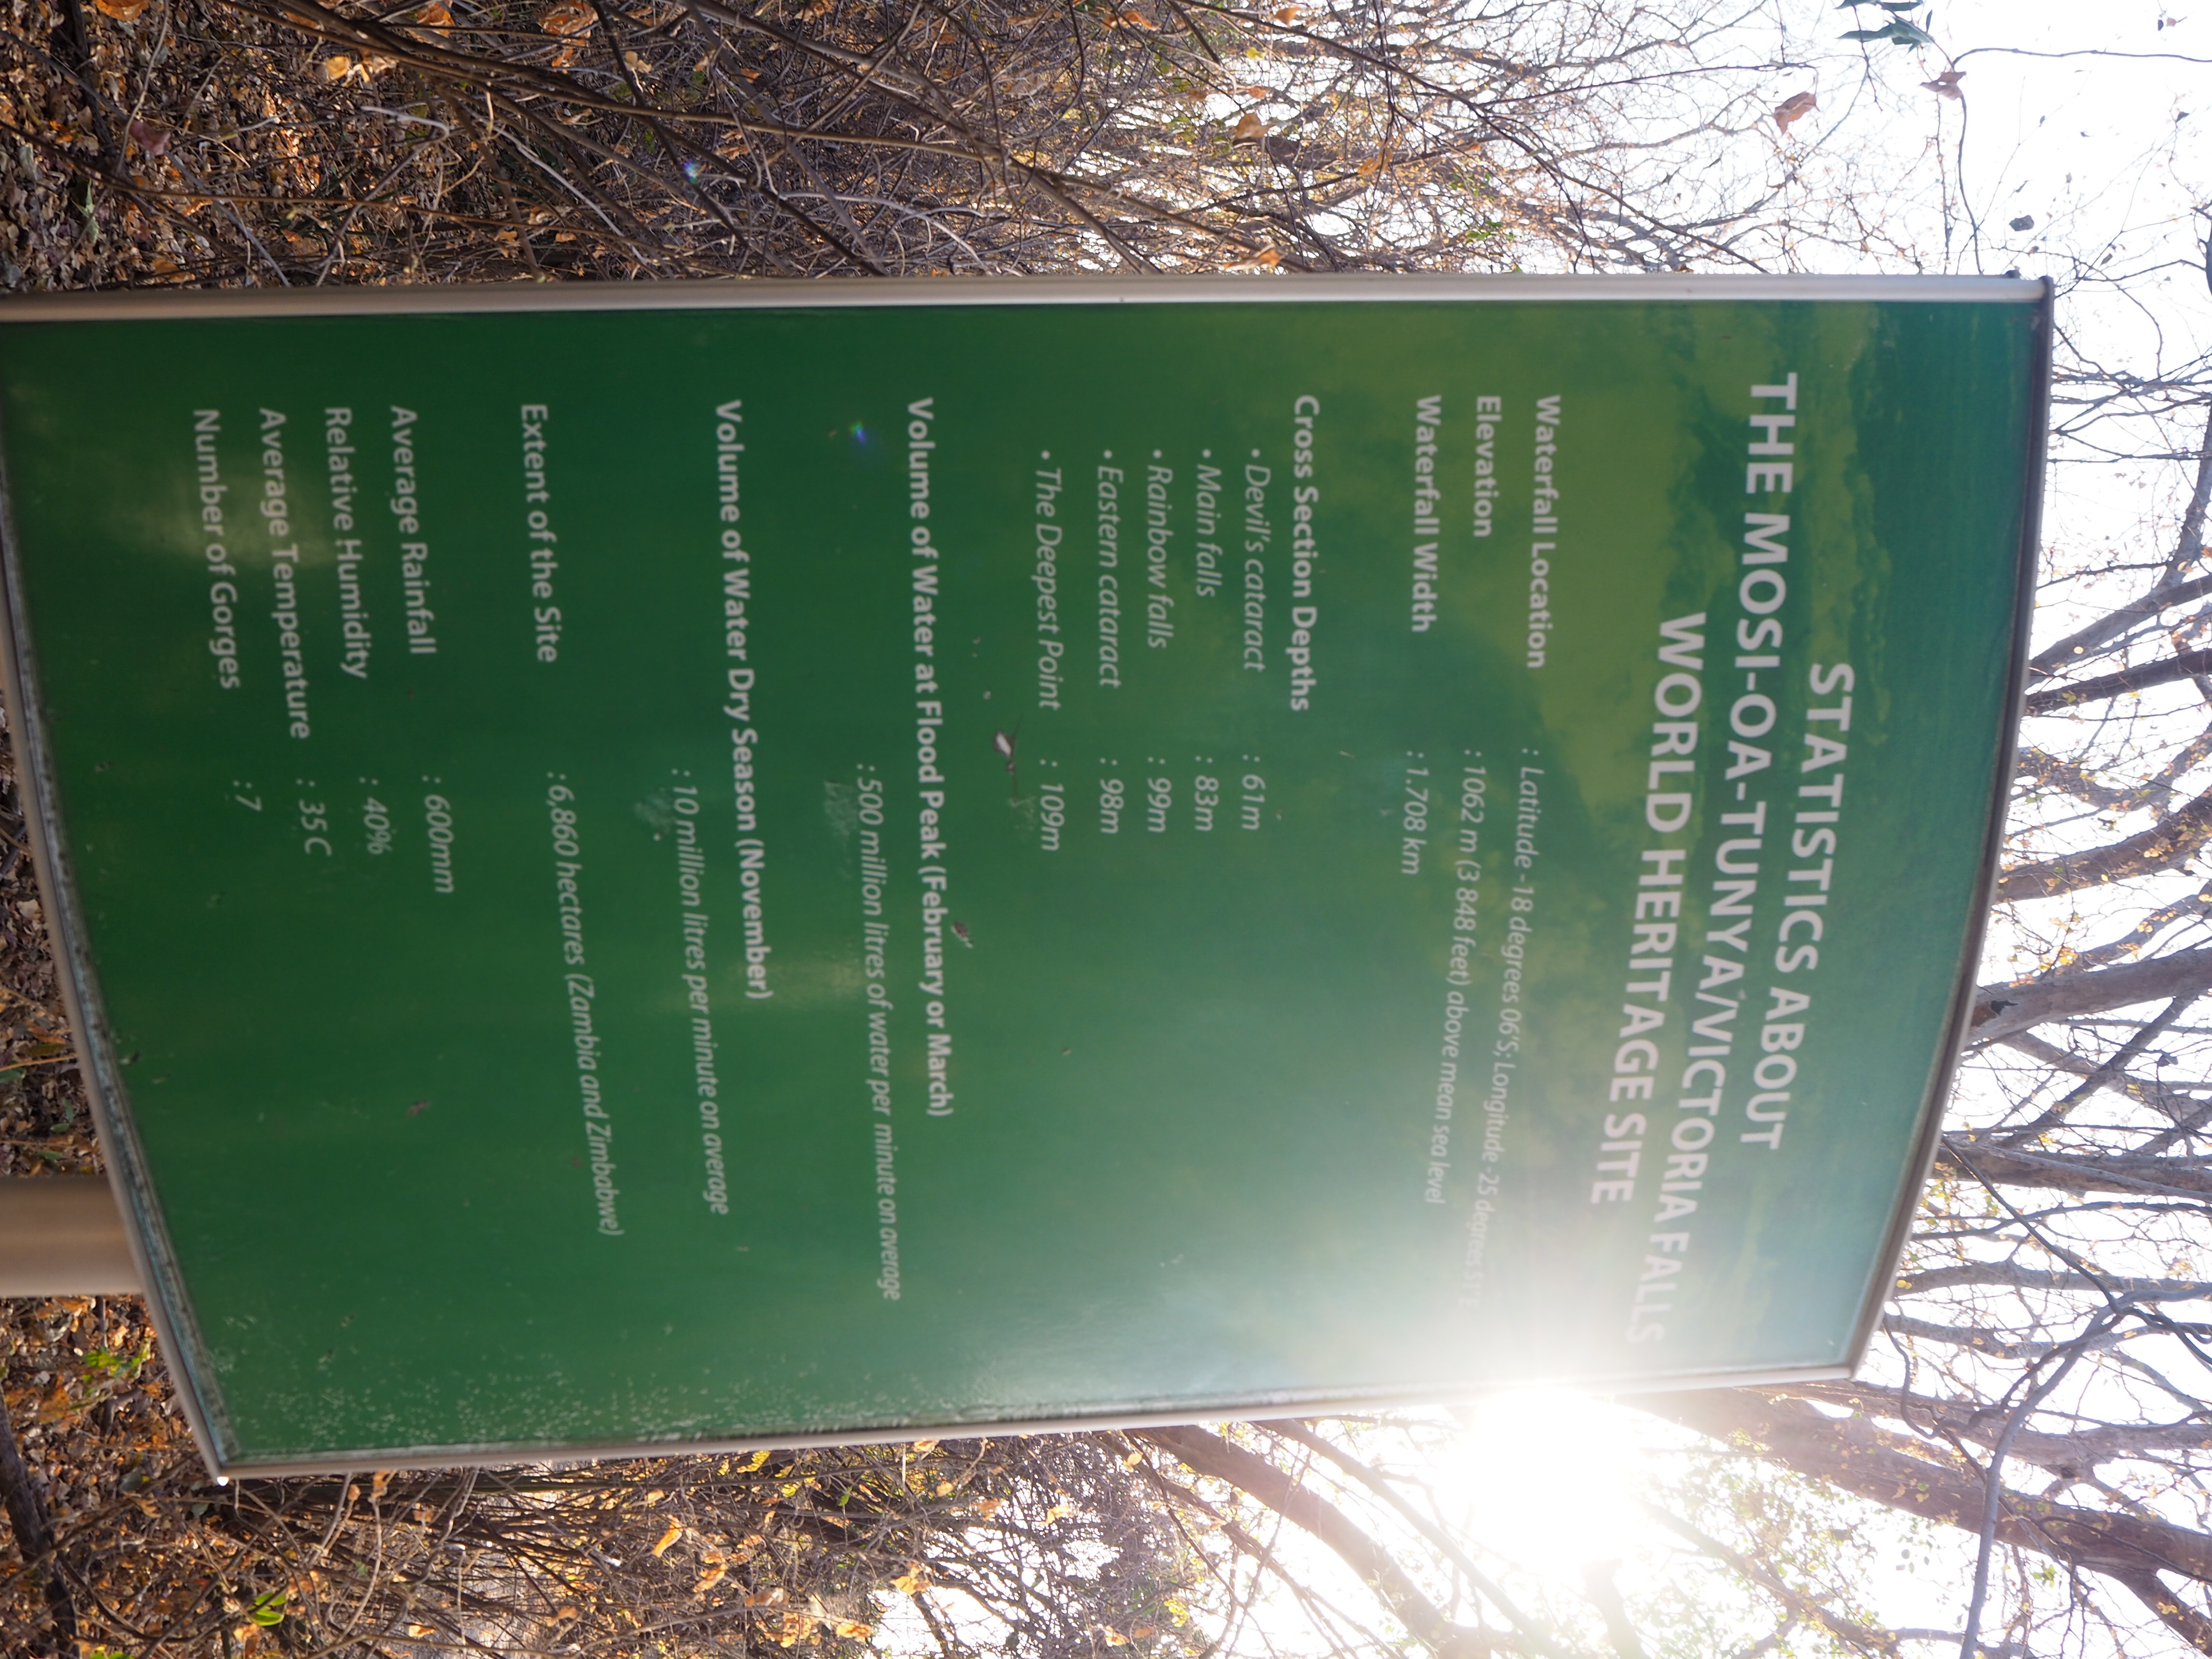 STATISTICS ABOUT
THE MOSI-OA-TUNYA/VICTORIA FALLS
WORLD HERITAGE SITE
Waterfall Location : Latitude -18 degrees 06'S; Longitude -25 degrees 51'E
Elevation : 1062 m (3 848 feet) above mean sea level
Waterfall Width : 1.708 km
Cross Section Depths
• Devil's cataract : 61m
• Main falls : 83m
• Rainbow falls : 99m
• Eastern cataract : 98m
• The Deepest Point : 109m
Volume of Water at Flood Peak (February or March)
: 500 million litres of water per minute on average
Volume of Water Dry Season (November)
: 10 million litres per minute on average
Extent of the Site : 6,860 hectares (Zambia and Zimbabwe)
Average Rainfall : 600mm
Relative Humidity : 40%
Average Temperature : 35 C
Number of Gorges : 7